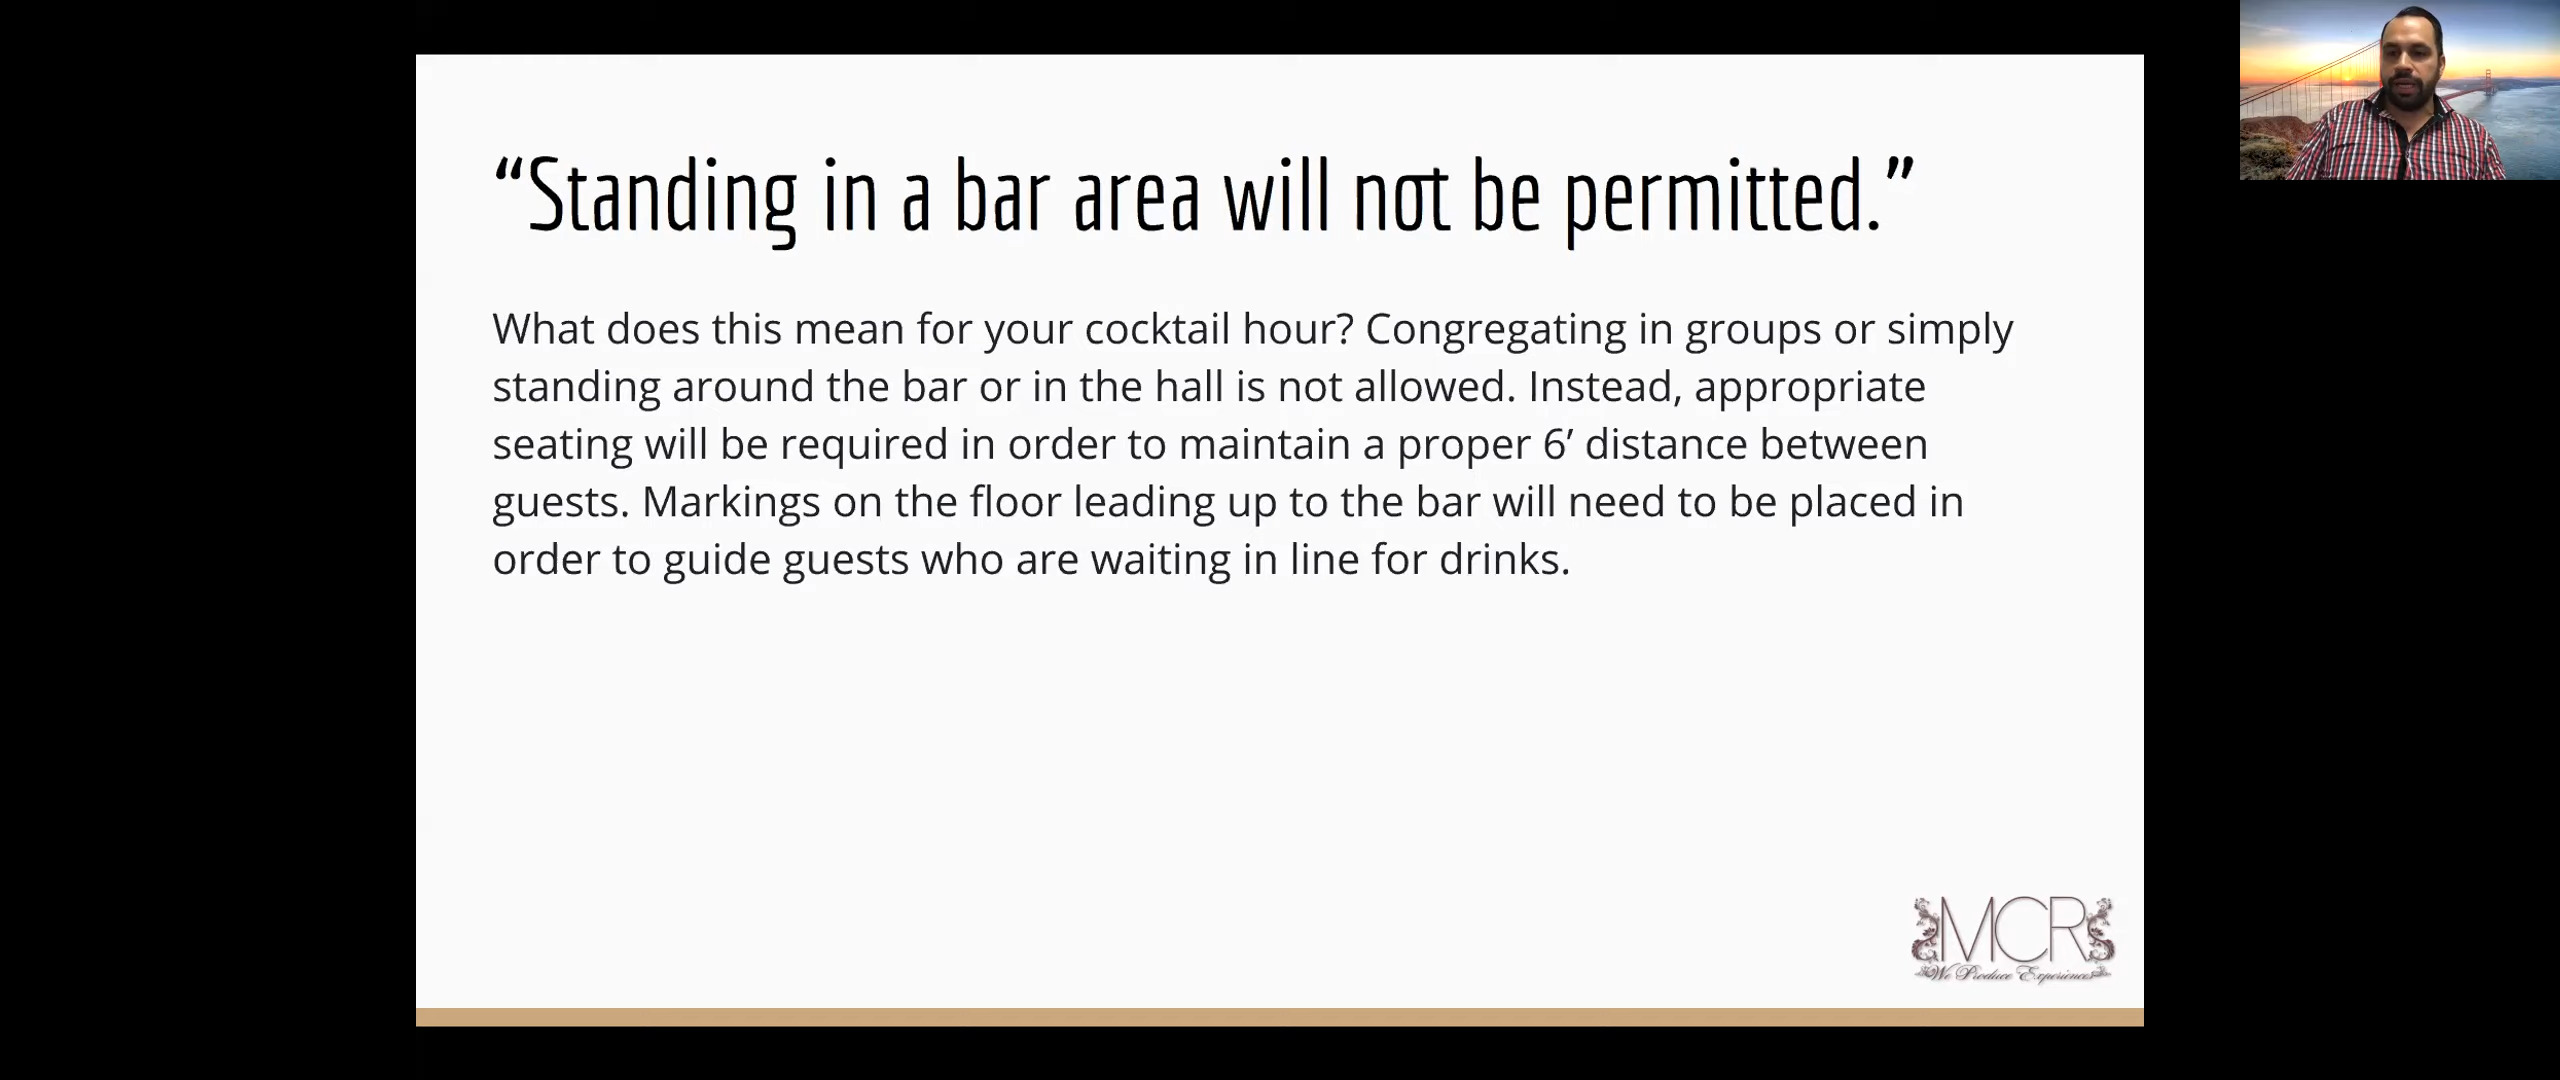 “Standing in a bar area will not be permitted.”
What does this mean for your cocktail hour? Congregating in groups or simply
standing around the bar or in the hall is not allowed. Instead, appropriate
seating will be required in order to maintain a proper 6’ distance between
guests. Markings on the floor leading up to the bar will need to be placed in
order to guide guests who are waiting in line for drinks.
MCR
We Produce Experiences